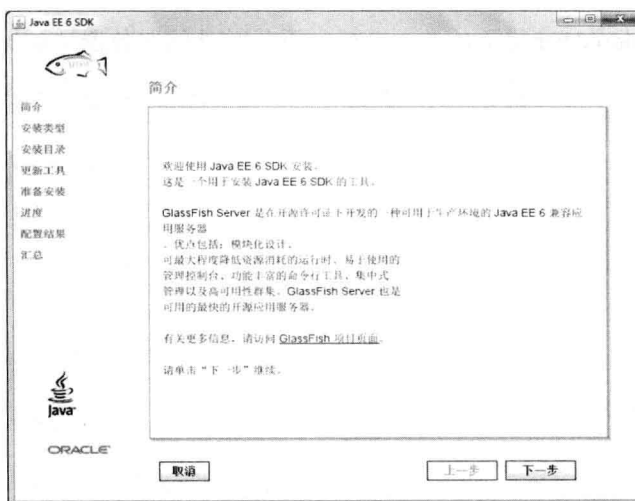 Java EE 6 SDK
简介
简介
安装类型
安装目录
更新工具
准备安装
进度
配置结果
汇总
欢迎使用 Java EE 6 SDK 安装。
这是一个用于安装 Java EE 6 SDK 的工具。
GlassFish Server 是在开源许可证下开发的一种可用于生产环境的 Java EE 6 兼容应
用服务器
。优点包括：模块化设计、
可最大程度降低资源消耗的运行时、易于使用的
管理控制台、功能丰富的命令行工具、集中式
管理以及高可用性群集。GlassFish Server 也是
可用的最快的开源应用服务器。
有关更多信息，请访问 GlassFish 项目页面。
请单击“下一步”继续。
Java
ORACLE
取消
上一步
下一步